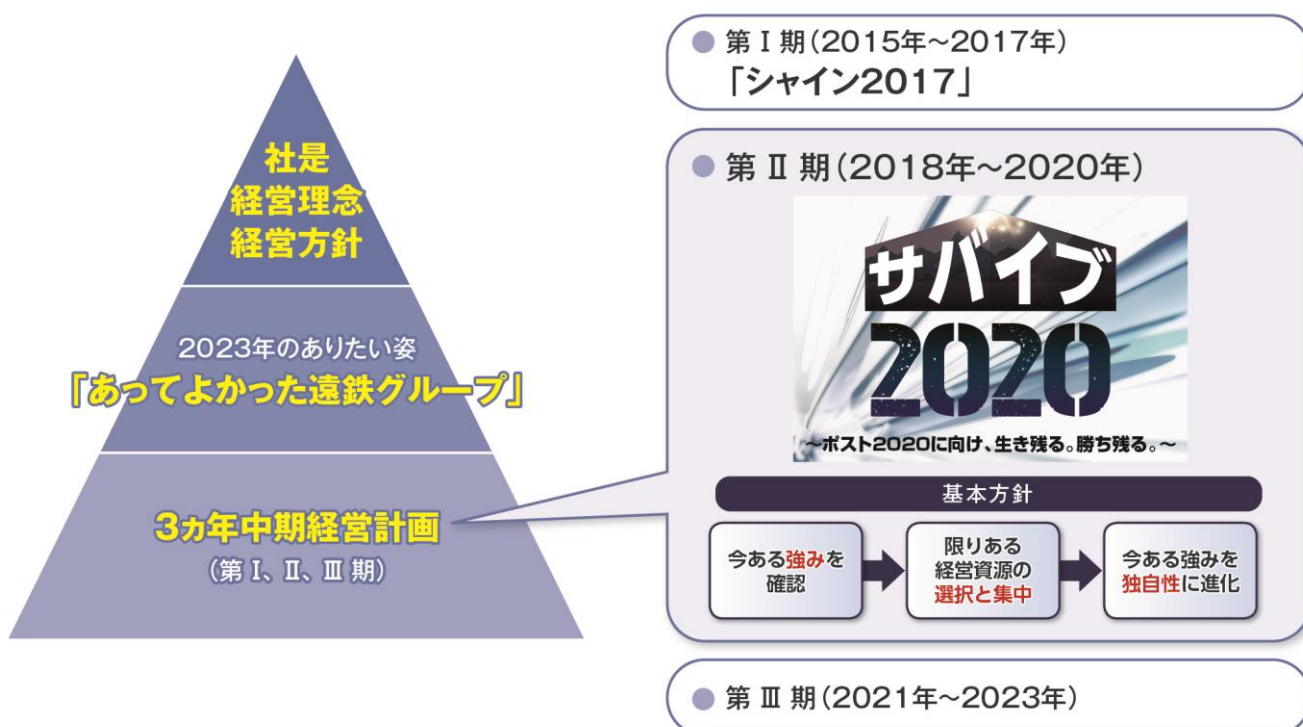 社是
経営理念
経営方針
2023年のありたい姿
「あってよかった遠鉄グループ」
3ヵ年中期経営計画
(第Ⅰ、Ⅱ、Ⅲ期)
第Ⅰ期(2015年～2017年)
「シャイン2017」
第Ⅱ期(2018年～2020年)
サバイブ
2020
～ポスト2020に向け、生き残る。勝ち残る。～
基本方針
今ある強みを
確認
限りある
経営資源の
選択と集中
今ある強みを
独自性に進化
第Ⅲ期(2021年～2023年)